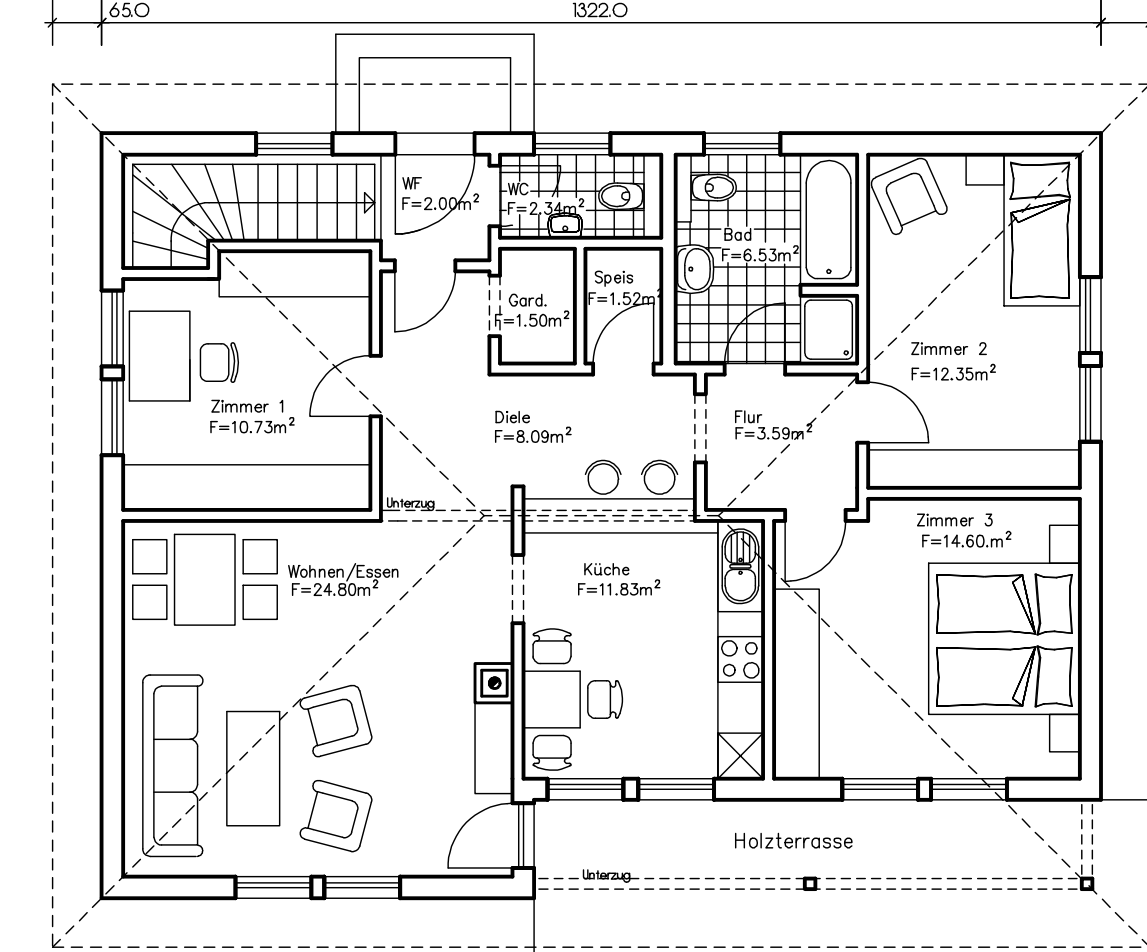 65.0
1322.0
WF
F=2.00m²
WC
F=2.34m²
Bad
F=6.53m²
Speis
F=1.52m²
Gard.
F=1.50m²
Zimmer 2
F=12.35m²
Zimmer 1
F=10.73m²
Diele
F=8.09m²
Flur
F=3.59m²
Unterzug
Zimmer 3
F=14.60.m²
Wohnen/Essen
F=24.80m²
Küche
F=11.83m²
Holzterrasse
Unterzug